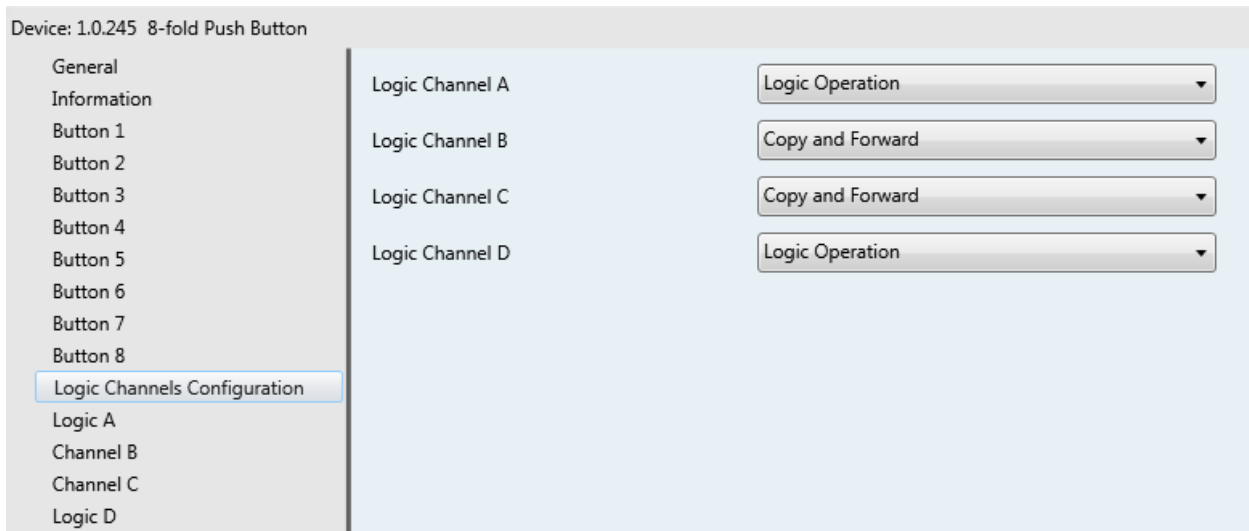 Device: 1.0.245  8-fold Push Button
General
Information
Button 1
Button 2
Button 3
Button 4
Button 5
Button 6
Button 7
Button 8
Logic Channels Configuration
Logic A
Channel B
Channel C
Logic D
Logic Channel A Logic Operation
Logic Channel B Copy and Forward
Logic Channel C Copy and Forward
Logic Channel D Logic Operation